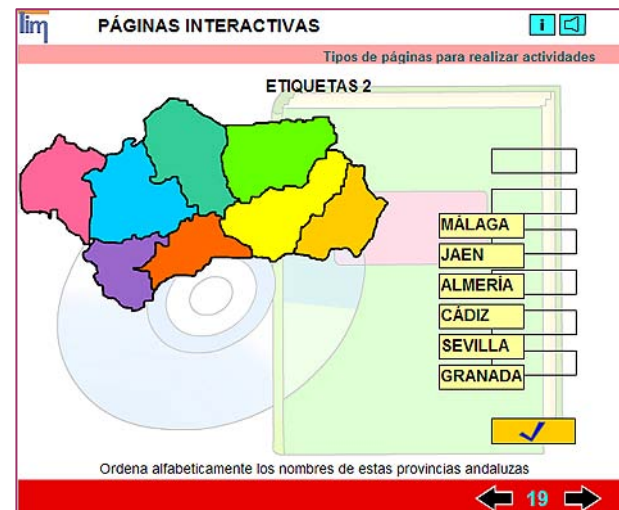 lim
PÁGINAS INTERACTIVAS
i
Tipos de páginas para realizar actividades
ETIQUETAS 2
MÁLAGA
JAEN
ALMERÍA
CÁDIZ
SEVILLA
GRANADA
Ordena alfabeticamente los nombres de estas provincias andaluzas
19